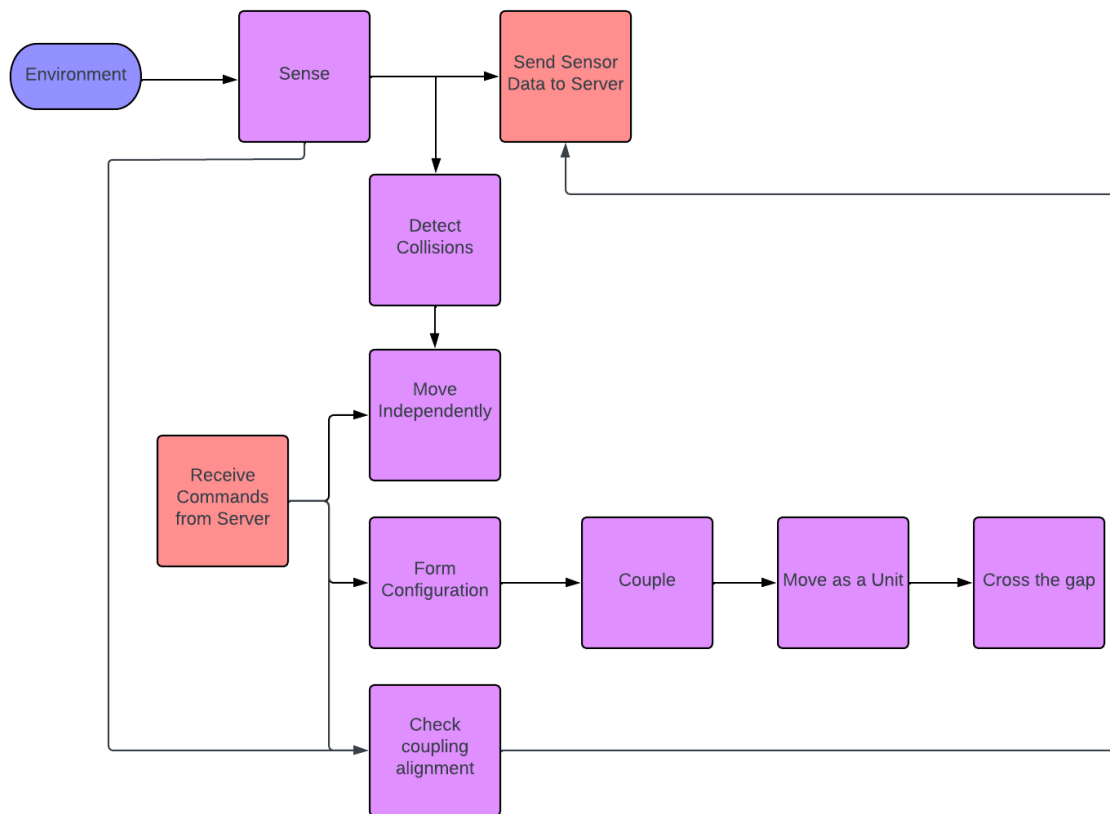 Environment
Sense
Send Sensor
Data to Server
Detect
Collisions
Move
Independently
Receive
Commands
from Server
Form
Configuration
Couple
Move as a Unit
Cross the gap
Check
coupling
alignment